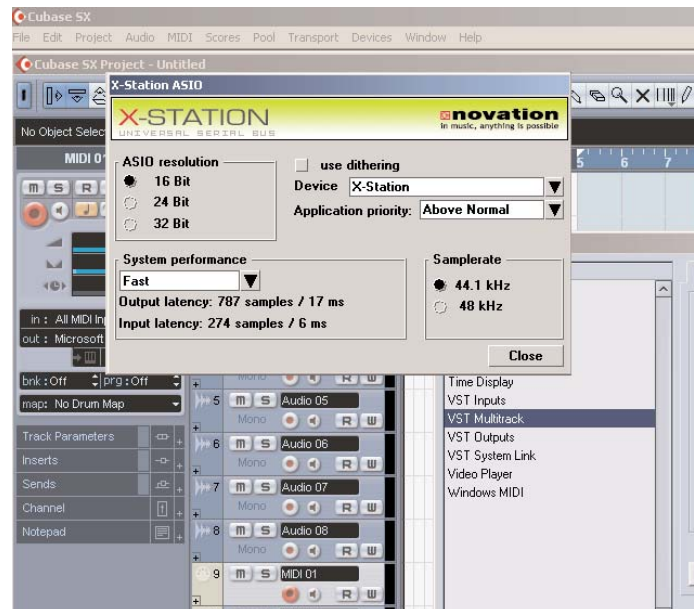 Cubase SX
File Edit Project Audio MIDI Scores Pool Transport Devices Window Help
Cubase SX Project - Untitled
No Object Selec
MIDI 01
M S R
in : All MIDI In
out : Microsoft
bnk : Off prg : Off
map: No Drum Map
Track Parameters
Inserts
Sends
Channel
Notepad
X-Station ASIO
X-STATION
UNIVERSAL SERIAL BUS
novation
in music, anything is possible
ASIO resolution
16 Bit
24 Bit
32 Bit
use dithering
Device X-Station
Application priority: Above Normal
System performance
Fast
Output latency: 787 samples / 17 ms
Input latency: 274 samples / 6 ms
Samplerate
44.1 kHz
48 kHz
Close
5 6 7
Mono R W
5 M S Audio 05
Mono R W
6 M S Audio 06
Mono R W
7 M S Audio 07
Mono R W
8 M S Audio 08
Mono R W
9 M S MIDI 01
R W
Time Display
VST Inputs
VST Multitrack
VST Outputs
VST System Link
Video Player
Windows MIDI